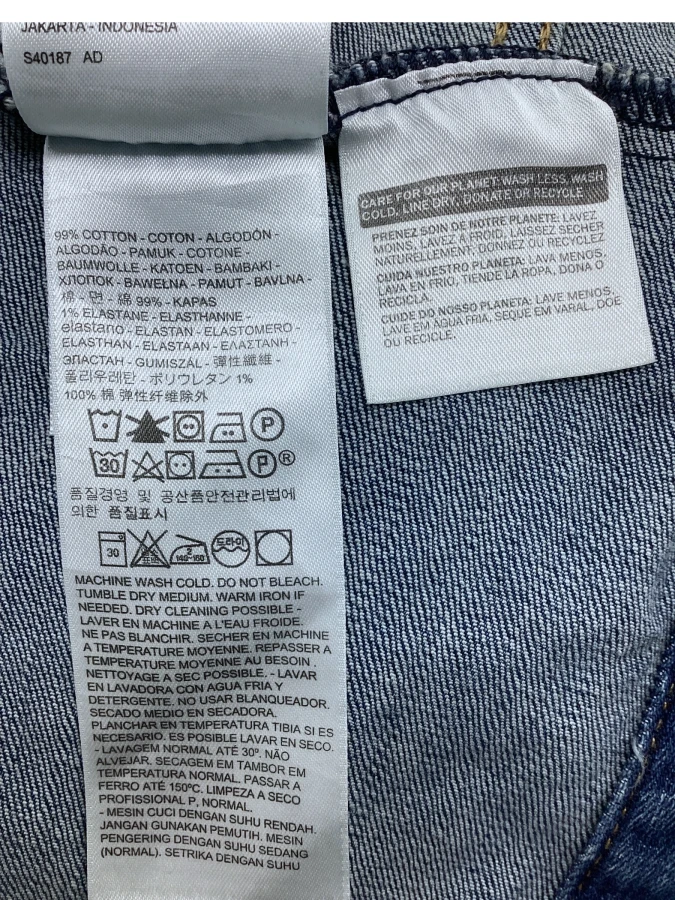 JAKARTA - INDONESIA
S40187 AD
99% COTTON - COTON - ALGODÓN -
ALGODÃO - PAMUK - COTONE -
BAUMWOLLE - KATOEN - BAMBAKI -
ХЛОПОК - BAWEŁNA - PAMUT - BAVLNA -
棉 - 면 - 綿 99% - KAPAS
1% ELASTANE - ELASTHANNE -
elastano - ELASTAN - ELASTOMERO -
ELASTHAN - ELASTAAN - ΕΛΑΣΤΑΝΗ -
ЭЛАСТАН - GUMISZÁL - 彈性纖維 -
폴리우레탄 - ポリウレタン 1%
100% 棉 弹性纤维除外
P
30 P®
품질경영 및 공산품안전관리법에
의한 품질표시
30 표백 2 140~160 드라이
MACHINE WASH COLD. DO NOT BLEACH.
TUMBLE DRY MEDIUM. WARM IRON IF
NEEDED. DRY CLEANING POSSIBLE -
LAVER EN MACHINE A L'EAU FROIDE.
NE PAS BLANCHIR. SECHER EN MACHINE
A TEMPERATURE MOYENNE. REPASSER A
TEMPERATURE MOYENNE AU BESOIN .
NETTOYAGE A SEC POSSIBLE. - LAVAR
EN LAVADORA CON AGUA FRIA Y
DETERGENTE. NO USAR BLANQUEADOR.
SECADO MEDIO EN SECADORA.
PLANCHAR EN TEMPERATURA TIBIA SI ES
NECESARIO. ES POSIBLE LAVAR EN SECO.
- LAVAGEM NORMAL ATÉ 30º. NÃO
ALVEJAR. SECAGEM EM TAMBOR EM
TEMPERATURA NORMAL. PASSAR A
FERRO ATÉ 150ºC. LIMPEZA A SECO
PROFISSIONAL P, NORMAL.
- MESIN CUCI DENGAN SUHU RENDAH.
JANGAN GUNAKAN PEMUTIH. MESIN
PENGERING DENGAN SUHU SEDANG
(NORMAL). SETRIKA DENGAN SUHU
CARE FOR OUR PLANET: WASH LESS, WASH
COLD, LINE DRY, DONATE OR RECYCLE
PRENEZ SOIN DE NOTRE PLANETE: LAVEZ
MOINS, LAVEZ À FROID, LAISSEZ SECHER
NATURELLEMENT, DONNEZ OU RECYCLEZ
CUIDA NUESTRO PLANETA: LAVA MENOS,
LAVA EN FRIO, TIENDE LA ROPA, DONA O
RECICLA.
CUIDE DO NOSSO PLANETA: LAVE MENOS,
LAVE EM ÁGUA FRIA, SEQUE EM VARAL, DOE
OU RECICLE.